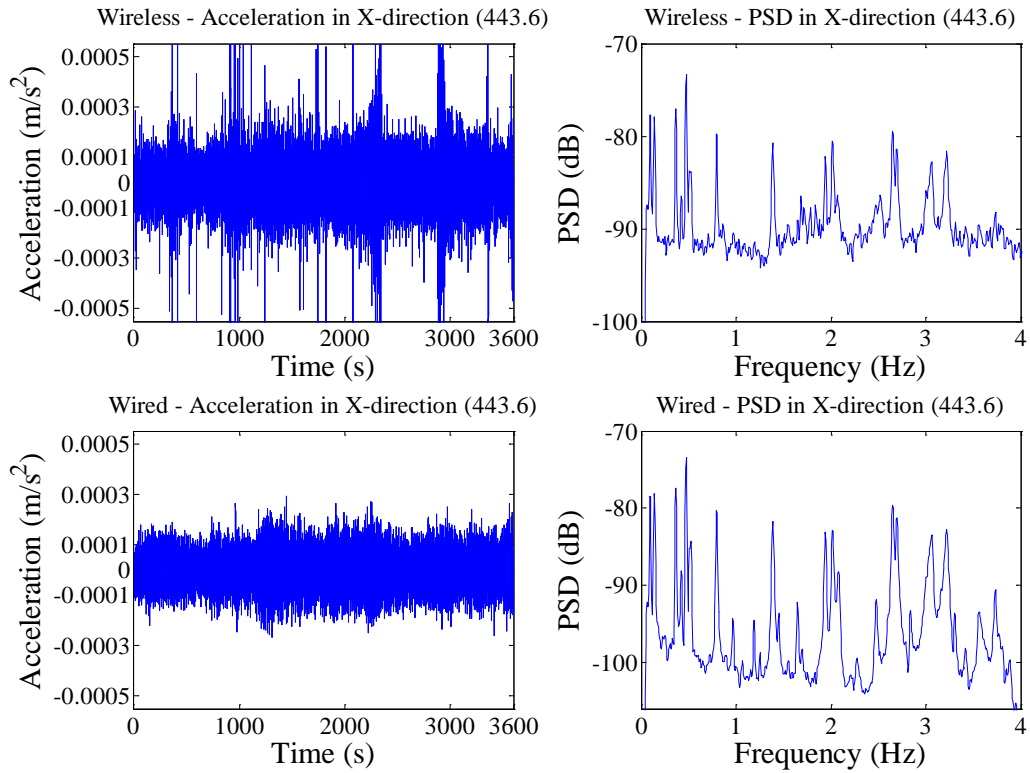 Wireless - Acceleration in X-direction (443.6)
Acceleration (m/s²)
0.0005
0.0003
0.0001
0
-0.0001
-0.0003
-0.0005
0 1000 2000 3000 3600
Time (s)
Wireless - PSD in X-direction (443.6)
PSD (dB)
-70
-80
-90
-100
0 1 2 3 4
Frequency (Hz)
Wired - Acceleration in X-direction (443.6)
Acceleration (m/s²)
0.0005
0.0003
0.0001
0
-0.0001
-0.0003
-0.0005
0 1000 2000 3000 3600
Time (s)
Wired - PSD in X-direction (443.6)
PSD (dB)
-70
-80
-90
-100
0 1 2 3 4
Frequency (Hz)